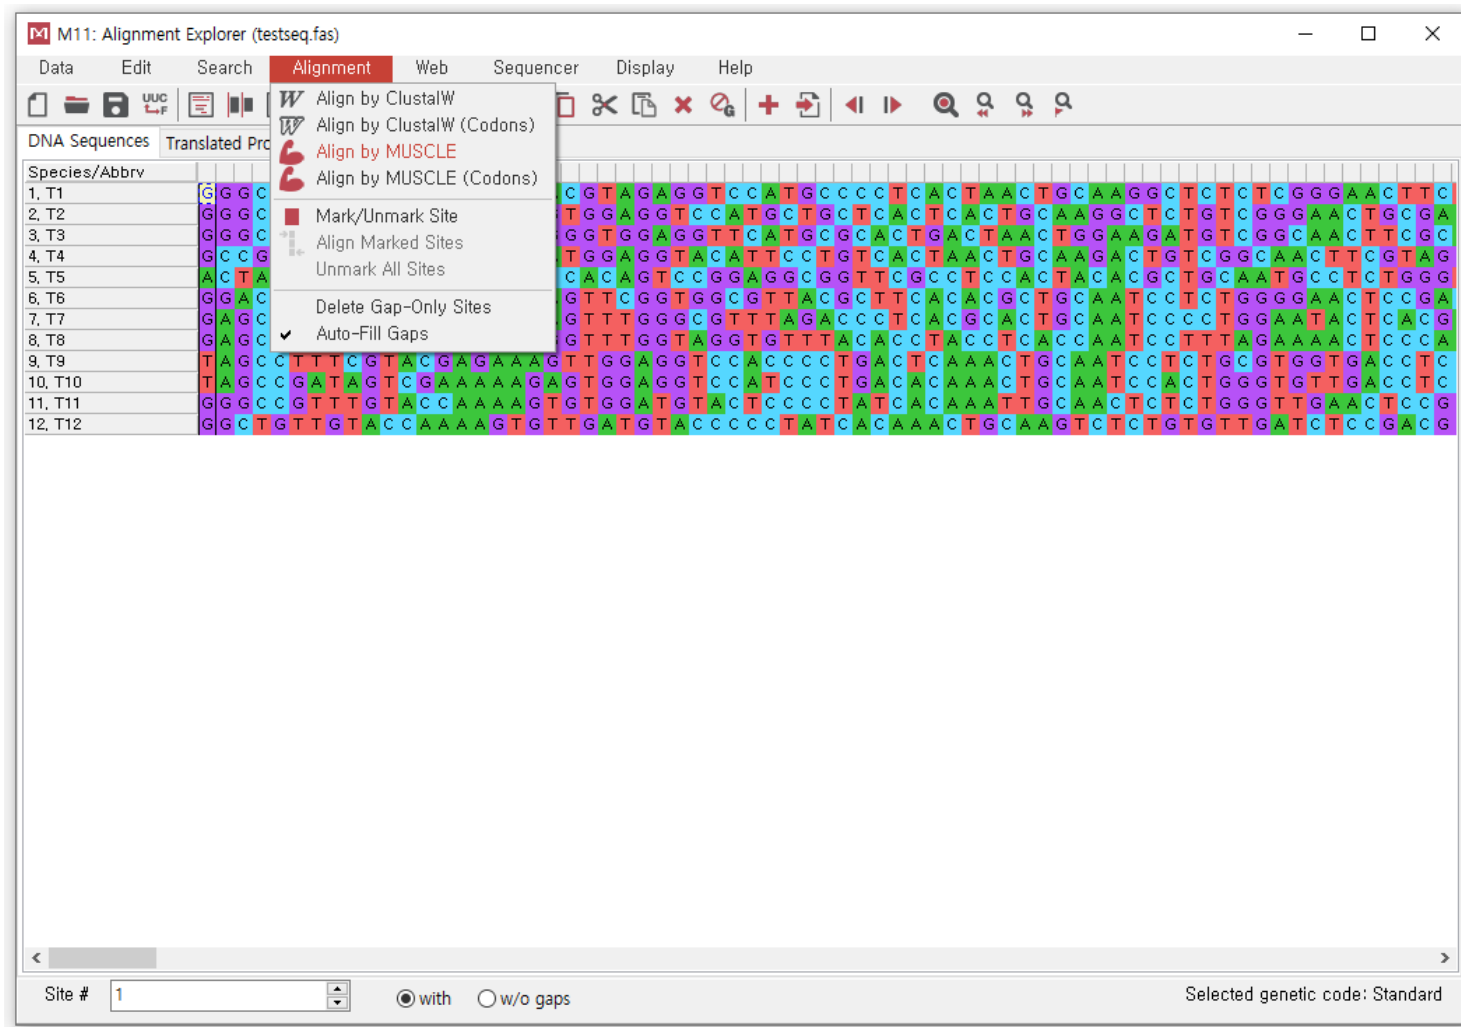 M11: Alignment Explorer (testseq.fas)
Data Edit Search Alignment Web Sequencer Display Help
UUC
F
Align by ClustalW
Align by ClustalW (Codons)
Align by MUSCLE
Align by MUSCLE (Codons)
Mark/Unmark Site
Align Marked Sites
Unmark All Sites
Delete Gap-Only Sites
Auto-Fill Gaps
DNA Sequences Translated Pro
Species/Abbrv
1, T1 G G G C C G T A G A G G T C C A T G C C C C T C A C T A A C T G C A A G G C T C T C T C G G G A A C T T C
2, T2 G G G C T G G A G G T C C A T G C T G C T C A C T C A C T G C A A G G C T C T G T C G G G A A C T G C G A
3, T3 G G G C G G T G G A G G T T C A T G C G C A C T G A C T A A C T G G A A G A T G T C G G C A A C T T C G C
4, T4 G C C G T G G A G G T A C A T T C C T G T C A C T A A C T G C A A G A C T G T C G G C A A C T T C G T A G
5, T5 A C T A C A C A G T C C G G A G G C G G T T C G C C T C C A C T A C A C G C T G C A A T G C C T C T G G G
6, T6 G G A C G T T C G G T G G C G T T A C G C T T C A C A C G C T G C A A T C C T C T G G G G A A C T C C G A
7, T7 G A G C G T T T G G G C G T T T A G A C C C T C A C G C A C T G C A A T C C C C T G G A A T A C T C A C G
8, T8 G A G C G T T T G G T A G G T G T T T A C A C C T A C C T C A C C A A T C C T T T A G A A A A C T C C C A
9, T9 T A G C C T T T C G T A C G A G A A A G T T G G A G G T C C A C C C C T G A C T C A A A C T G C A A T C C T C T G C G T G G T G A C C T C
10, T10 T A G C C G A T A G T C G A A A A A G A G T G G A G G T C C A T C C C T G A C A C A A A C T G C A A T C C A C T G G G T G T T G A C C T C
11, T11 G G G C C G T T T G T A C C A A A A G T G T G G A T G T A C T C C C C T A T C A C A A A T T G C A A C T C T C T G G G T T G A A C T C C G
12, T12 G G C T G T T G T A C C A A A A G T G T T G A T G T A C C C C C T A T C A C A A A C T G C A A G T C T C T G T G T T G A T C T C C G A C G
Site # 1 with w/o gaps Selected genetic code: Standard